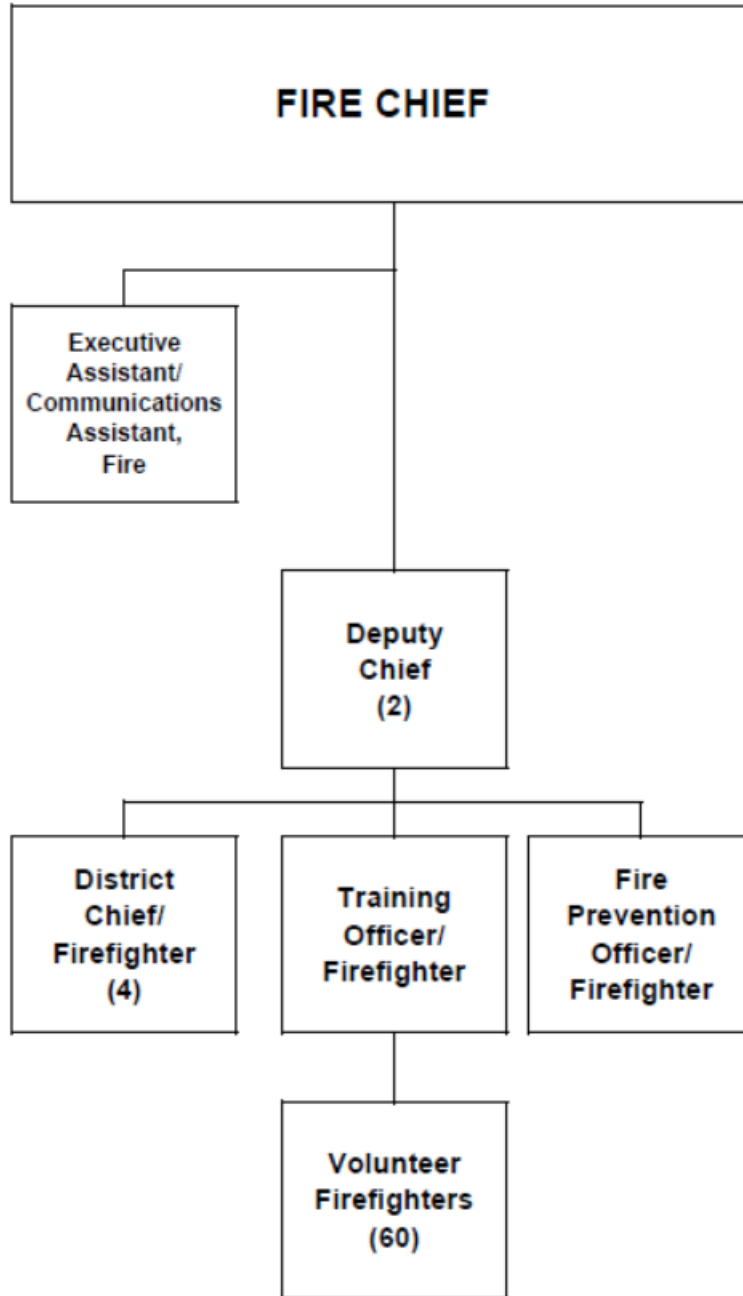 FIRE CHIEF
Executive
Assistant/
Communications
Assistant,
Fire
Deputy
Chief
(2)
District
Chief/
Firefighter
(4)
Training
Officer/
Firefighter
Fire
Prevention
Officer/
Firefighter
Volunteer
Firefighters
(60)